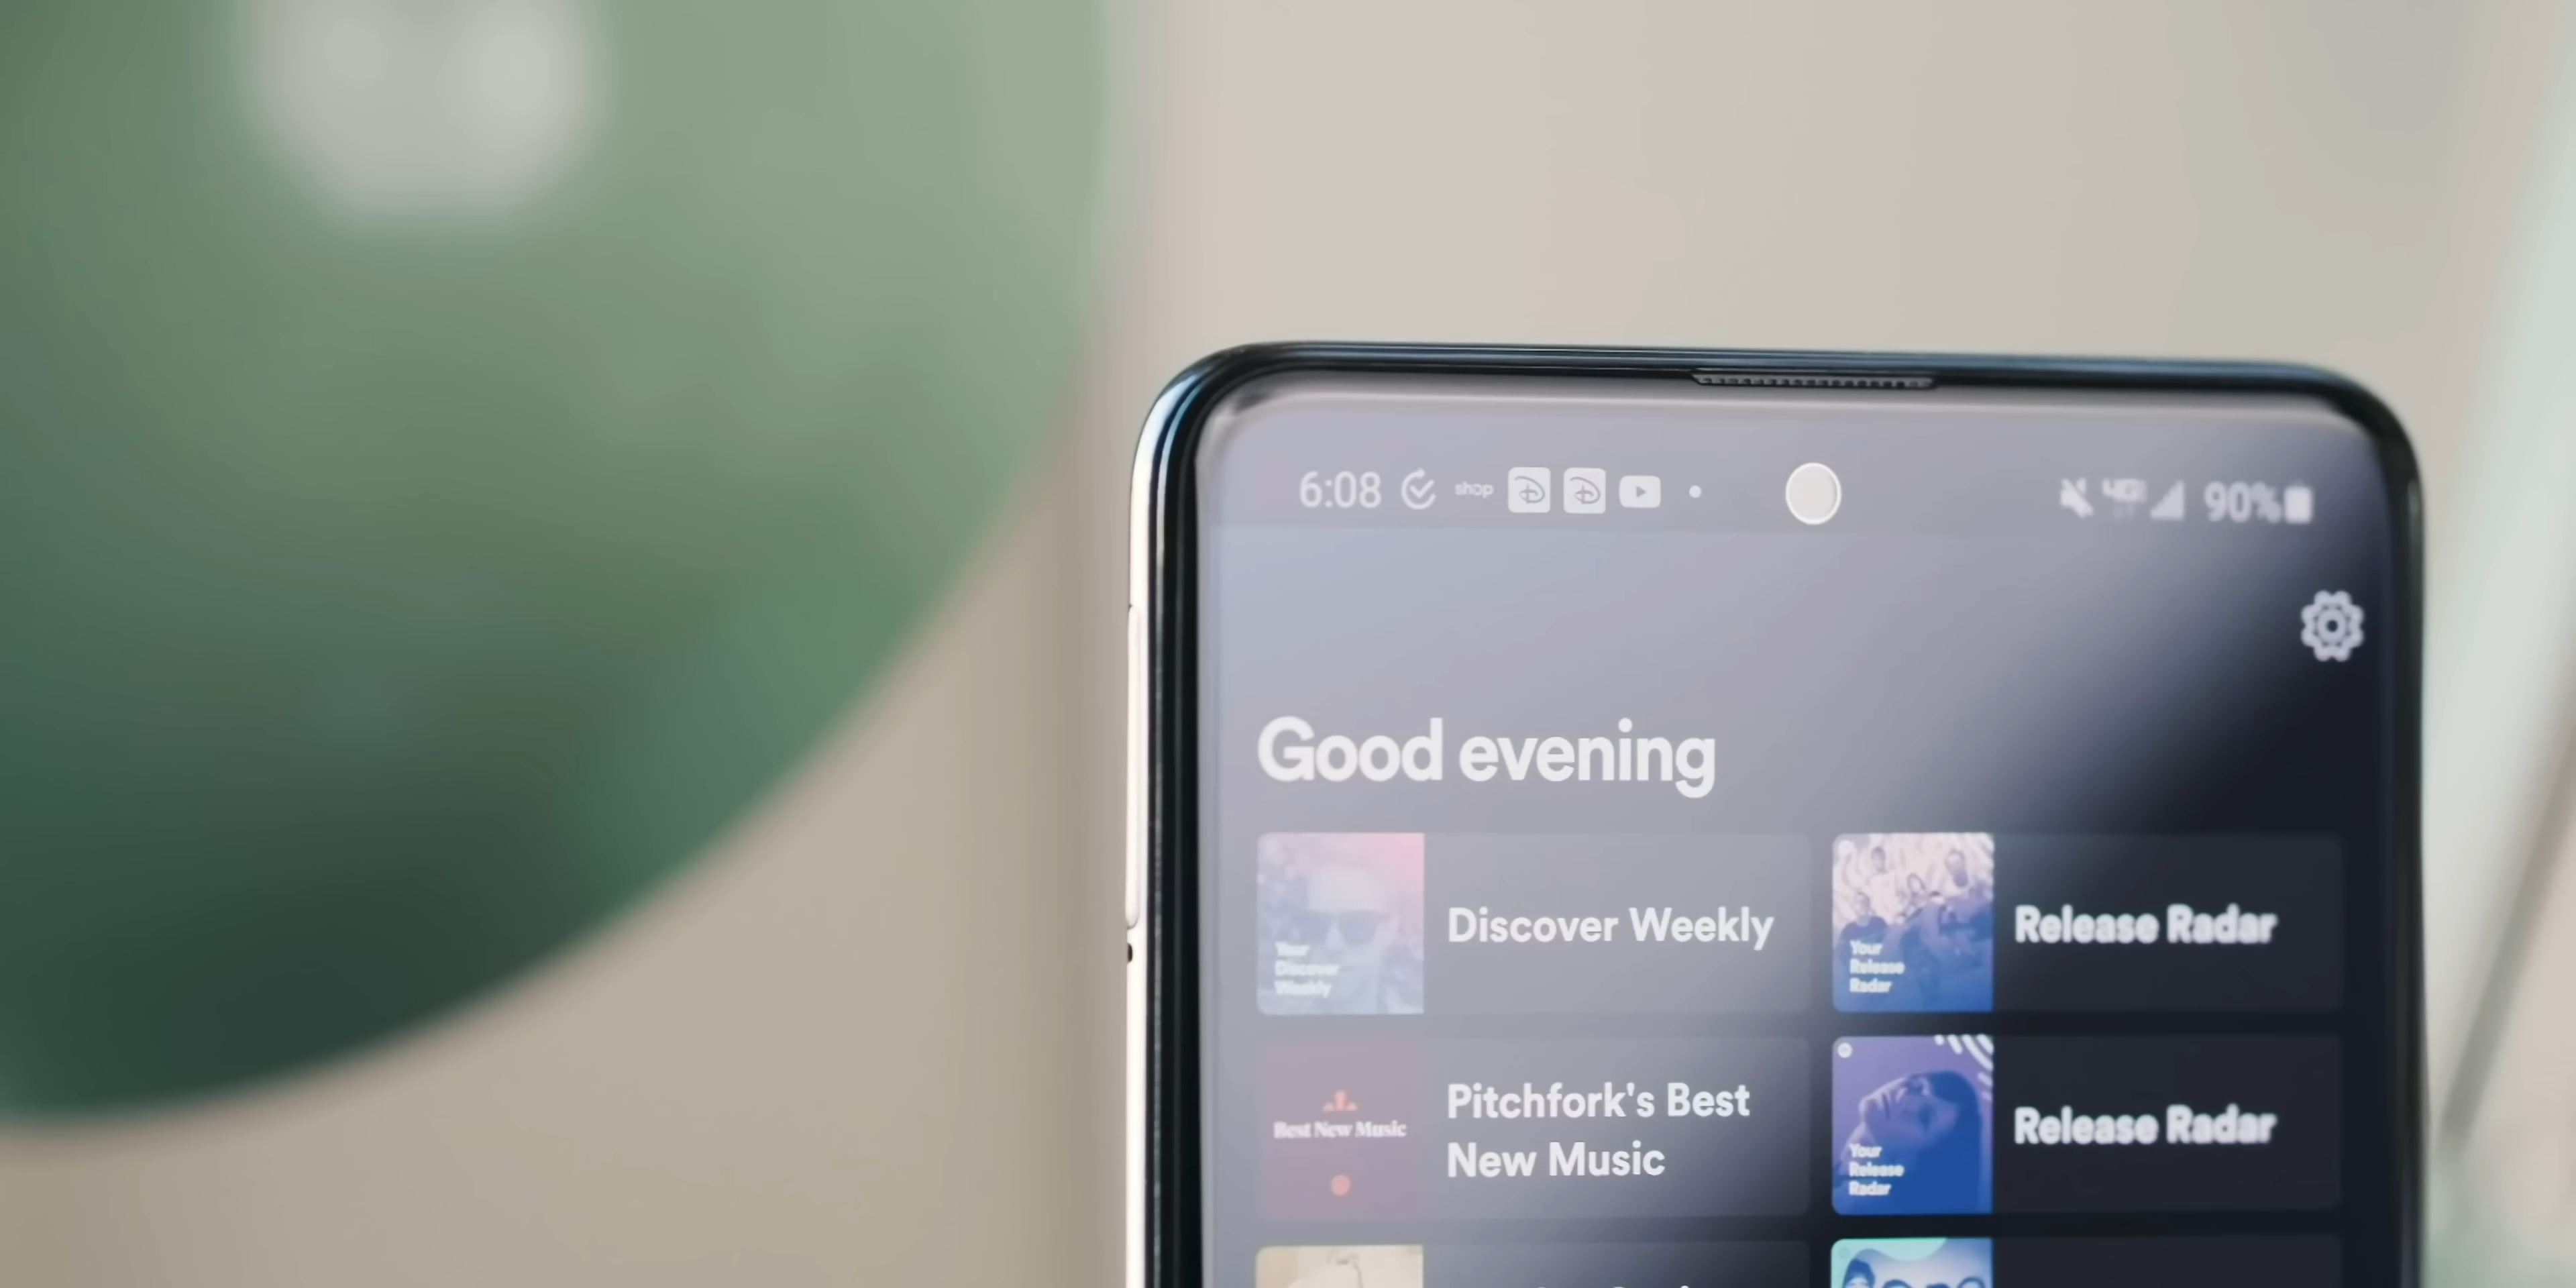 6:08 shop 4G 90%
Good evening
Your
Discover
Weekly
Discover Weekly
Your
Release
Radar
Release Radar
Best New Music
Pitchfork's Best
New Music
Your
Release
Radar
Release Radar